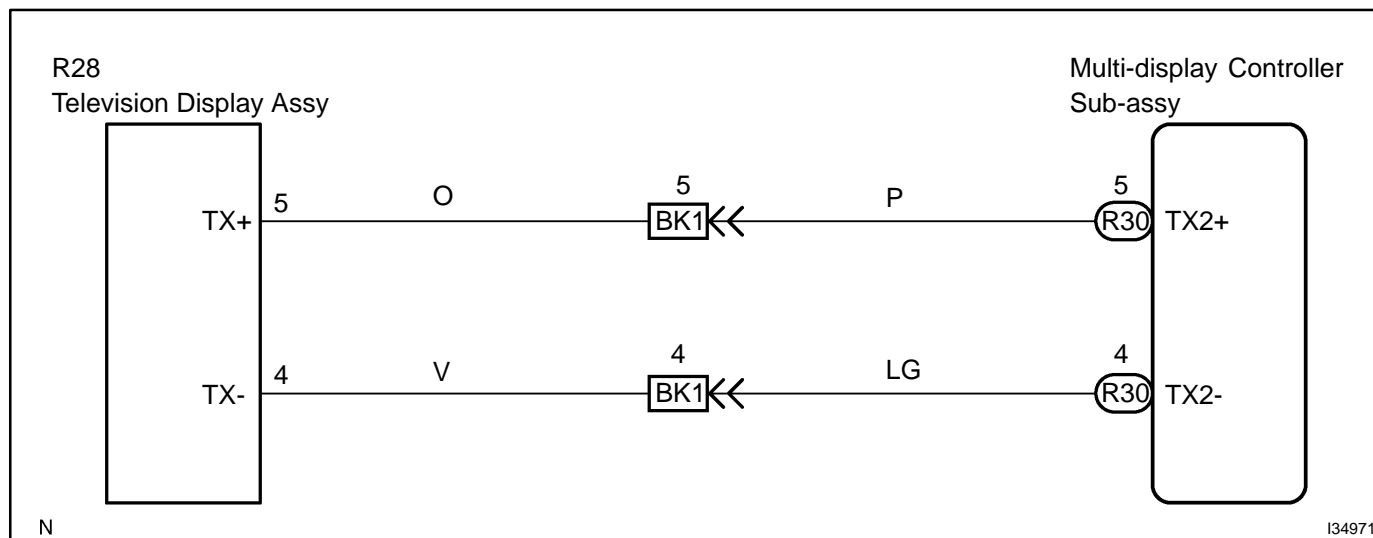 R28
Television Display Assy
Multi-display Controller
Sub-assy
TX+ 5 O 5 BK1 P 5 R30 TX2+
TX- 4 V 4 BK1 LG 4 R30 TX2-
N
I34971